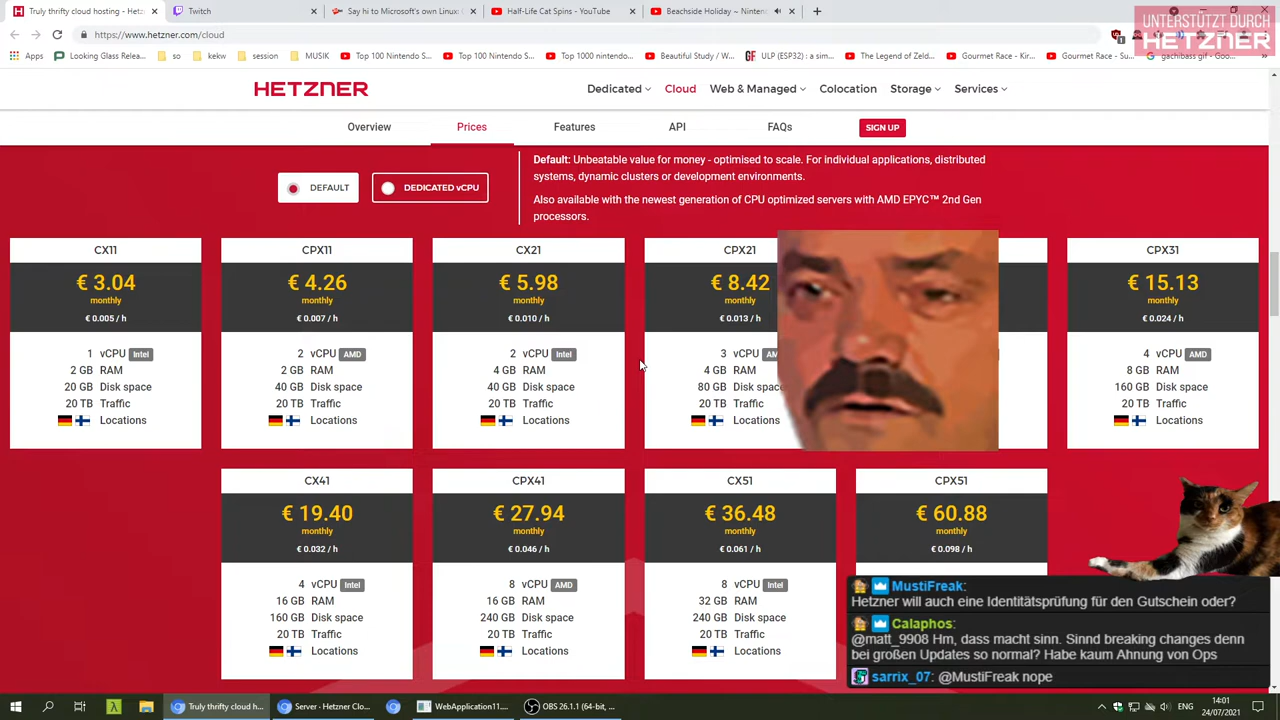 Truly thrifty cloud hosting - Hetz
Twitch
Say hi to Microsoft's own Linux:
Half-Life Cat Spins - YouTube
Beachside Holiday ~ Ninten
UNTERSTÜTZT DURCH
HETZNER
https://www.hetzner.com/cloud
Apps
Looking Glass Releas...
so
kekw
session
MUSIK
Top 100 Nintendo S...
Top 100 Nintendo S...
Top 1000 nintendo...
Beautiful Study / W...
ULP (ESP32) : a sim...
The Legend of Zeld...
Gourmet Race - Kir...
Gourmet Race - Su...
gachibass gif - Goo...
HETZNER
Dedicated
Cloud
Web & Managed
Colocation
Storage
Services
Overview
Prices
Features
API
FAQs
SIGN UP
DEFAULT
DEDICATED vCPU
Default: Unbeatable value for money - optimised to scale. For individual applications, distributed
systems, dynamic clusters or development environments.
Also available with the newest generation of CPU optimized servers with AMD EPYC™ 2nd Gen
processors.
CX11
€ 3.04
monthly
€ 0.005 / h
1 vCPU Intel
2 GB RAM
20 GB Disk space
20 TB Traffic
Locations
CPX11
€ 4.26
monthly
€ 0.007 / h
2 vCPU AMD
2 GB RAM
40 GB Disk space
20 TB Traffic
Locations
CX21
€ 5.98
monthly
€ 0.010 / h
2 vCPU Intel
4 GB RAM
40 GB Disk space
20 TB Traffic
Locations
CPX21
€ 8.42
monthly
€ 0.013 / h
3 vCPU
4 GB RAM
80 GB Disk space
20 TB Traffic
Locations
CPX31
€ 15.13
monthly
€ 0.024 / h
4 vCPU AMD
8 GB RAM
160 GB Disk space
20 TB Traffic
Locations
CX41
€ 19.40
monthly
€ 0.032 / h
4 vCPU Intel
16 GB RAM
160 GB Disk space
20 TB Traffic
Locations
CPX41
€ 27.94
monthly
€ 0.046 / h
8 vCPU AMD
16 GB RAM
240 GB Disk space
20 TB Traffic
Locations
CX51
€ 36.48
monthly
€ 0.061 / h
8 vCPU Intel
32 GB RAM
240 GB Disk space
20 TB Traffic
Locations
CPX51
€ 60.88
monthly
€ 0.098 / h
MustiFreak:
Hetzner will auch eine Identitätsprüfung für den Gutschein oder?
Calaphos:
@matt_9908 Hm, dass macht sinn. Sinnd breaking changes denn
bei großen Updates so normal? Habe kaum Ahnung von Ops
sarrix_07: @MustiFreak nope
Truly thrifty cloud h...
Server · Hetzner Clo...
WebApplication11...
OBS 26.1.1 (64-bit, ...
ENG
14:01
24/07/2021